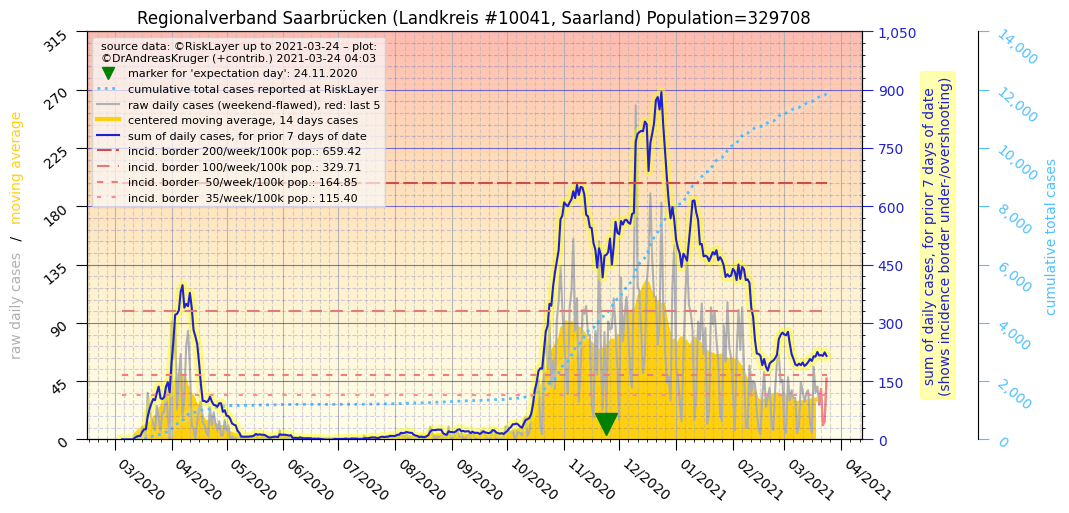 Regionalverband Saarbrücken (Landkreis #10041, Saarland) Population=329708
source data: ©RiskLayer up to 2021-03-24 – plot:
©DrAndreasKruger (+contrib.) 2021-03-24 04:03
marker for 'expectation day': 24.11.2020
cumulative total cases reported at RiskLayer
raw daily cases (weekend-flawed), red: last 5
centered moving average, 14 days cases
sum of daily cases, for prior 7 days of date
incid. border 200/week/100k pop.: 659.42
incid. border 100/week/100k pop.: 329.71
incid. border  50/week/100k pop.: 164.85
incid. border  35/week/100k pop.: 115.40
raw daily cases  /  moving average
315
270
225
180
135
90
45
0
03/2020
04/2020
05/2020
06/2020
07/2020
08/2020
09/2020
10/2020
11/2020
12/2020
01/2021
02/2021
03/2021
04/2021
1,050
900
750
600
450
300
150
0
sum of daily cases, for prior 7 days of date
(shows incidence border under-/overshooting)
14,000
12,000
10,000
8,000
6,000
4,000
2,000
0
cumulative total cases